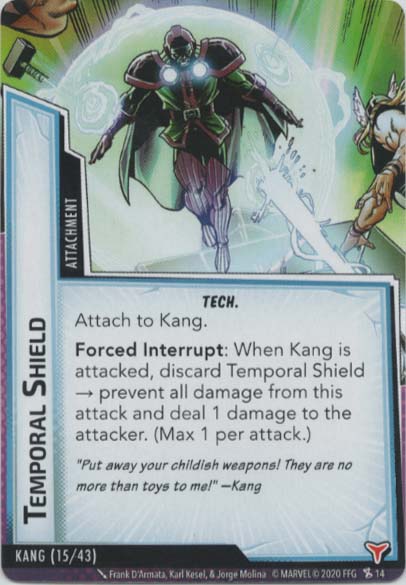 ATTACHMENT
TEMPORAL SHIELD
TECH.
Attach to Kang.
Forced Interrupt: When Kang is
attacked, discard Temporal Shield
→ prevent all damage from this
attack and deal 1 damage to the
attacker. (Max 1 per attack.)
"Put away your childish weapons! They are no
more than toys to me!" —Kang
KANG (15/43)
Frank D'Armata, Karl Kesel, & Jorge Molina © MARVEL © 2020 FFG 14